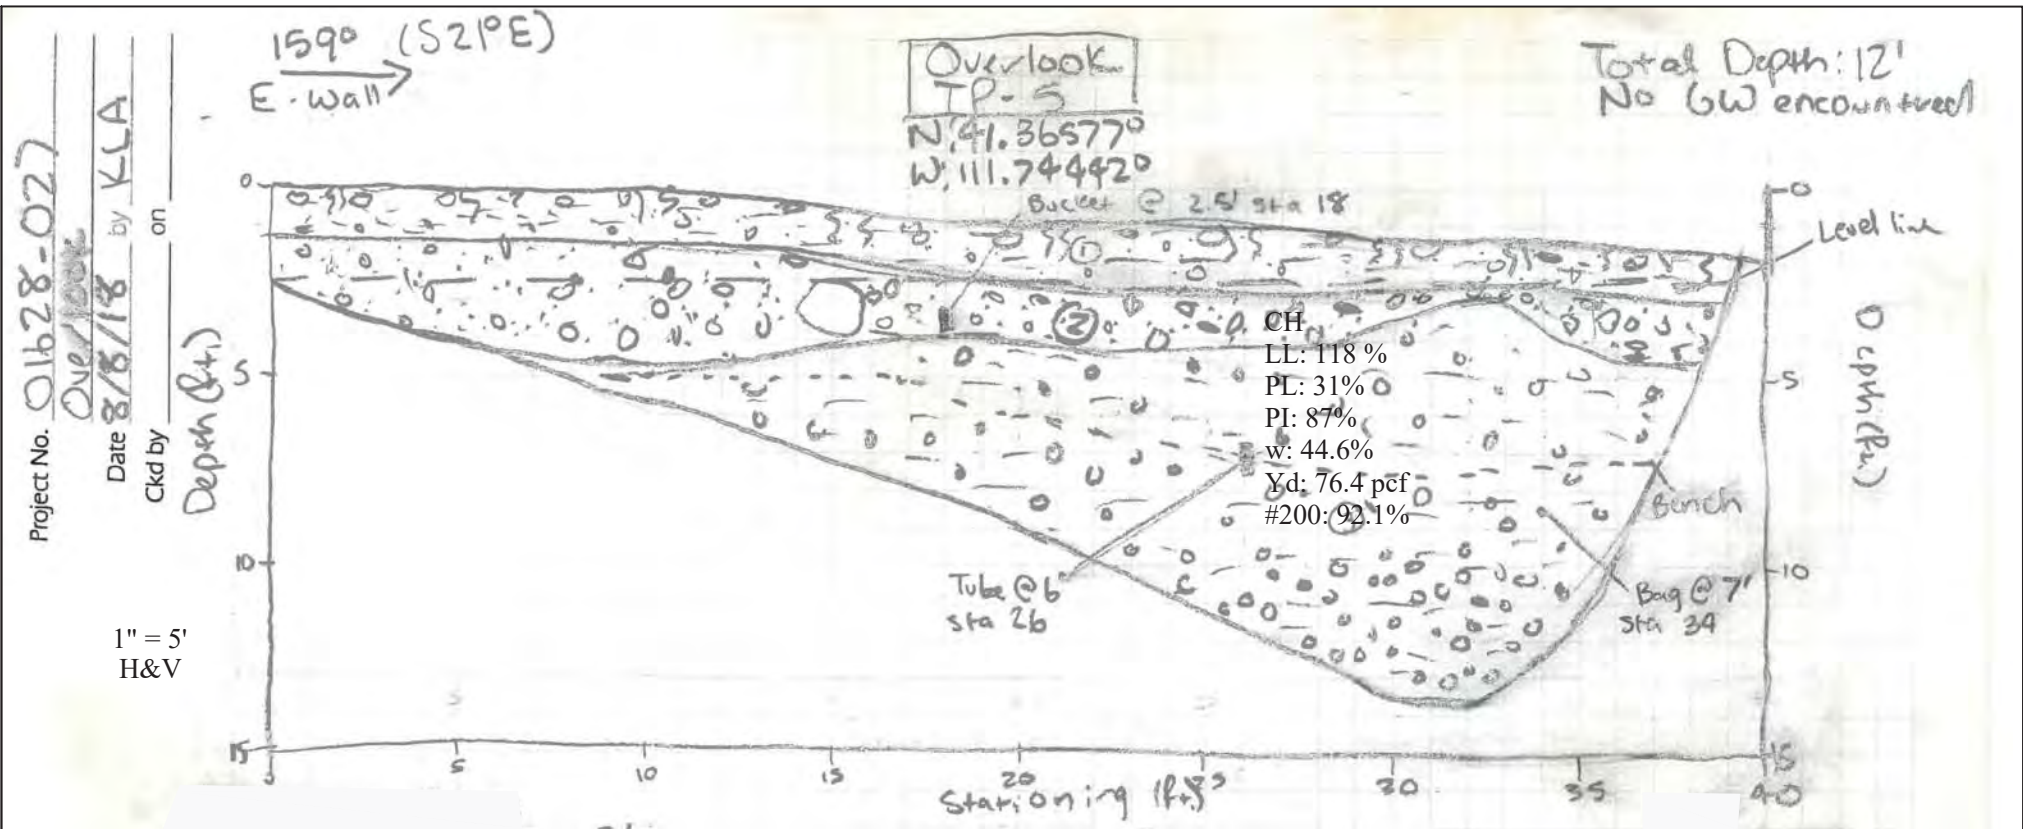 159° (S21°E)
E. Wall
Overlook
TP-5
N: 41.36577°
W: 111.74442°
Total Depth: 12'
No GW encountred
Project No. 01628-027
Overlook
Date 8/8/18 by KLA
Ckd by on
Bucket @ 2.5' sta 18
Level line
Depth (ft.)
0
5
10
15
0
5
10
15
Depth (ft.)
1
2
CH
LL: 118 %
PL: 31%
PI: 87%
w: 44.6%
Yd: 76.4 pcf
#200: 92.1%
Bench
Tube @ 6'
sta 26
Bag @ 7'
sta 34
1" = 5'
H&V
0 5 10 15 20 25 30 35 40
Stationing (ft.)